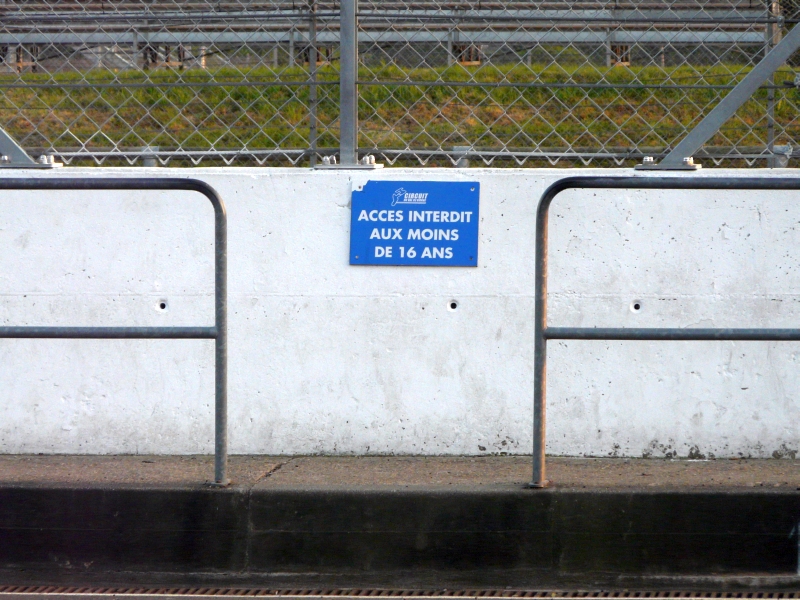 CIRCUIT
ACCES INTERDIT
AUX MOINS
DE 16 ANS